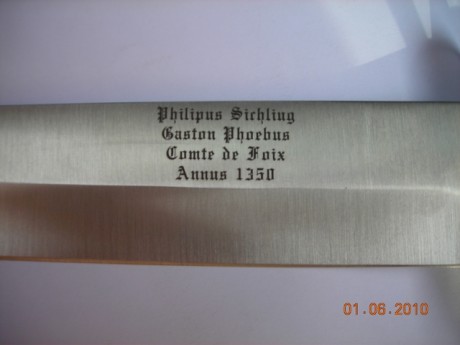 Philipus Sichling
Gaston Phoebus
Comte de Foix
Annus 1350
01.06.2010